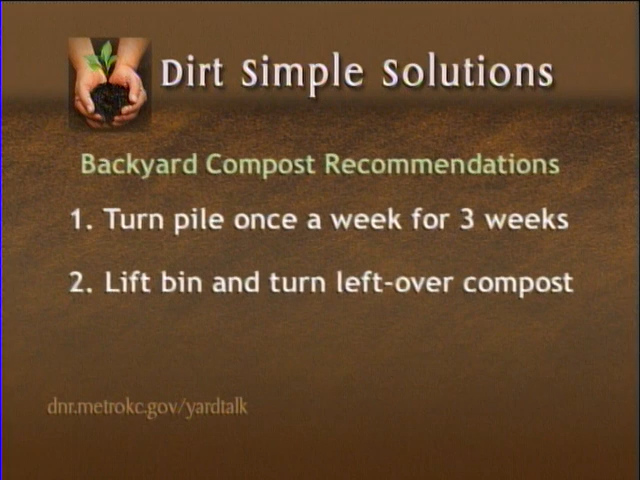 Dirt Simple Solutions
Backyard Compost Recommendations
1. Turn pile once a week for 3 weeks
2. Lift bin and turn left-over compost
dnr.metrokc.gov/yardtalk